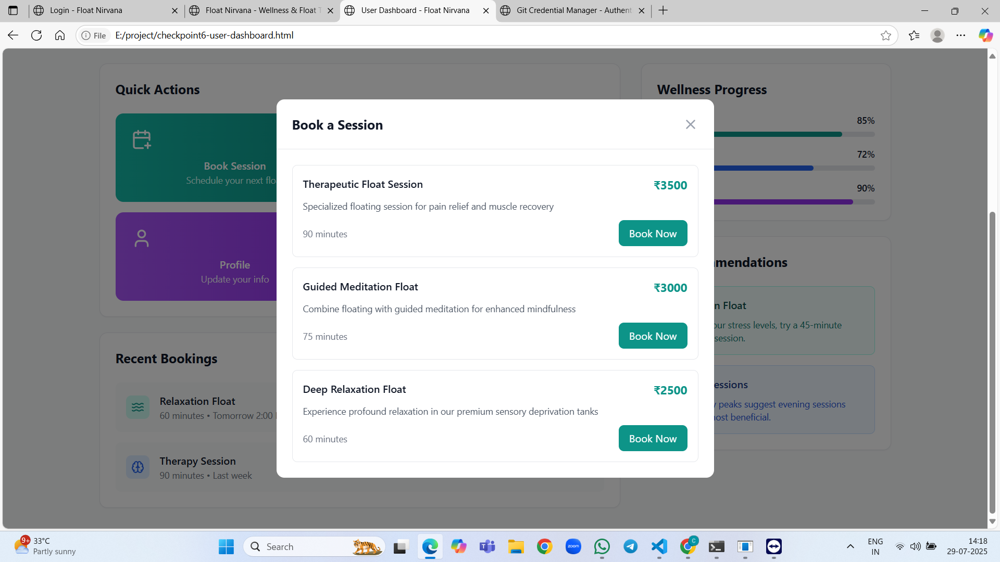 Login - Float Nirvana
Float Nirvana - Wellness & Float T
User Dashboard - Float Nirvana
Git Credential Manager - Authent
File
E:/project/checkpoint6-user-dashboard.html
Quick Actions
Book Session
Schedule your next flo
Profile
Update your info
Recent Bookings
Relaxation Float
60 minutes • Tomorrow 2:00
Therapy Session
90 minutes • Last week
Book a Session
Therapeutic Float Session
₹3500
Specialized floating session for pain relief and muscle recovery
90 minutes
Book Now
Guided Meditation Float
₹3000
Combine floating with guided meditation for enhanced mindfulness
75 minutes
Book Now
Deep Relaxation Float
₹2500
Experience profound relaxation in our premium sensory deprivation tanks
60 minutes
Book Now
Wellness Progress
85%
72%
90%
mendations
n Float
our stress levels, try a 45-minute
session.
essions
y peaks suggest evening sessions
ost beneficial.
9+
33°C
Partly sunny
Search
zoom
C
ENG
IN
14:18
29-07-2025